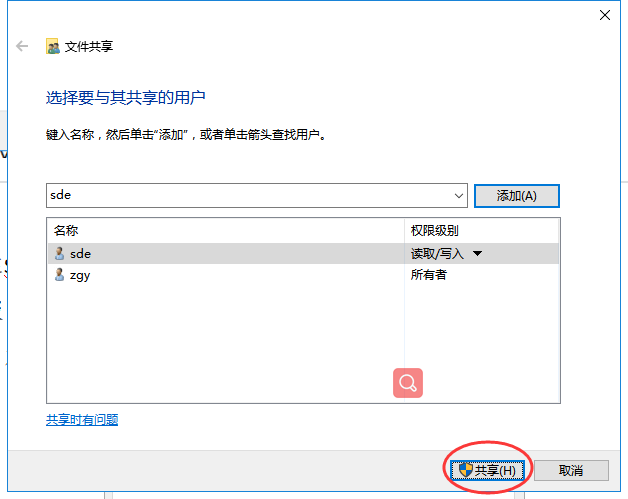 文件共享
选择要与其共享的用户
键入名称，然后单击"添加"，或者单击箭头查找用户。
sde 添加(A)
名称 权限级别
sde 读取/写入
zgy 所有者
共享时有问题
共享(H) 取消